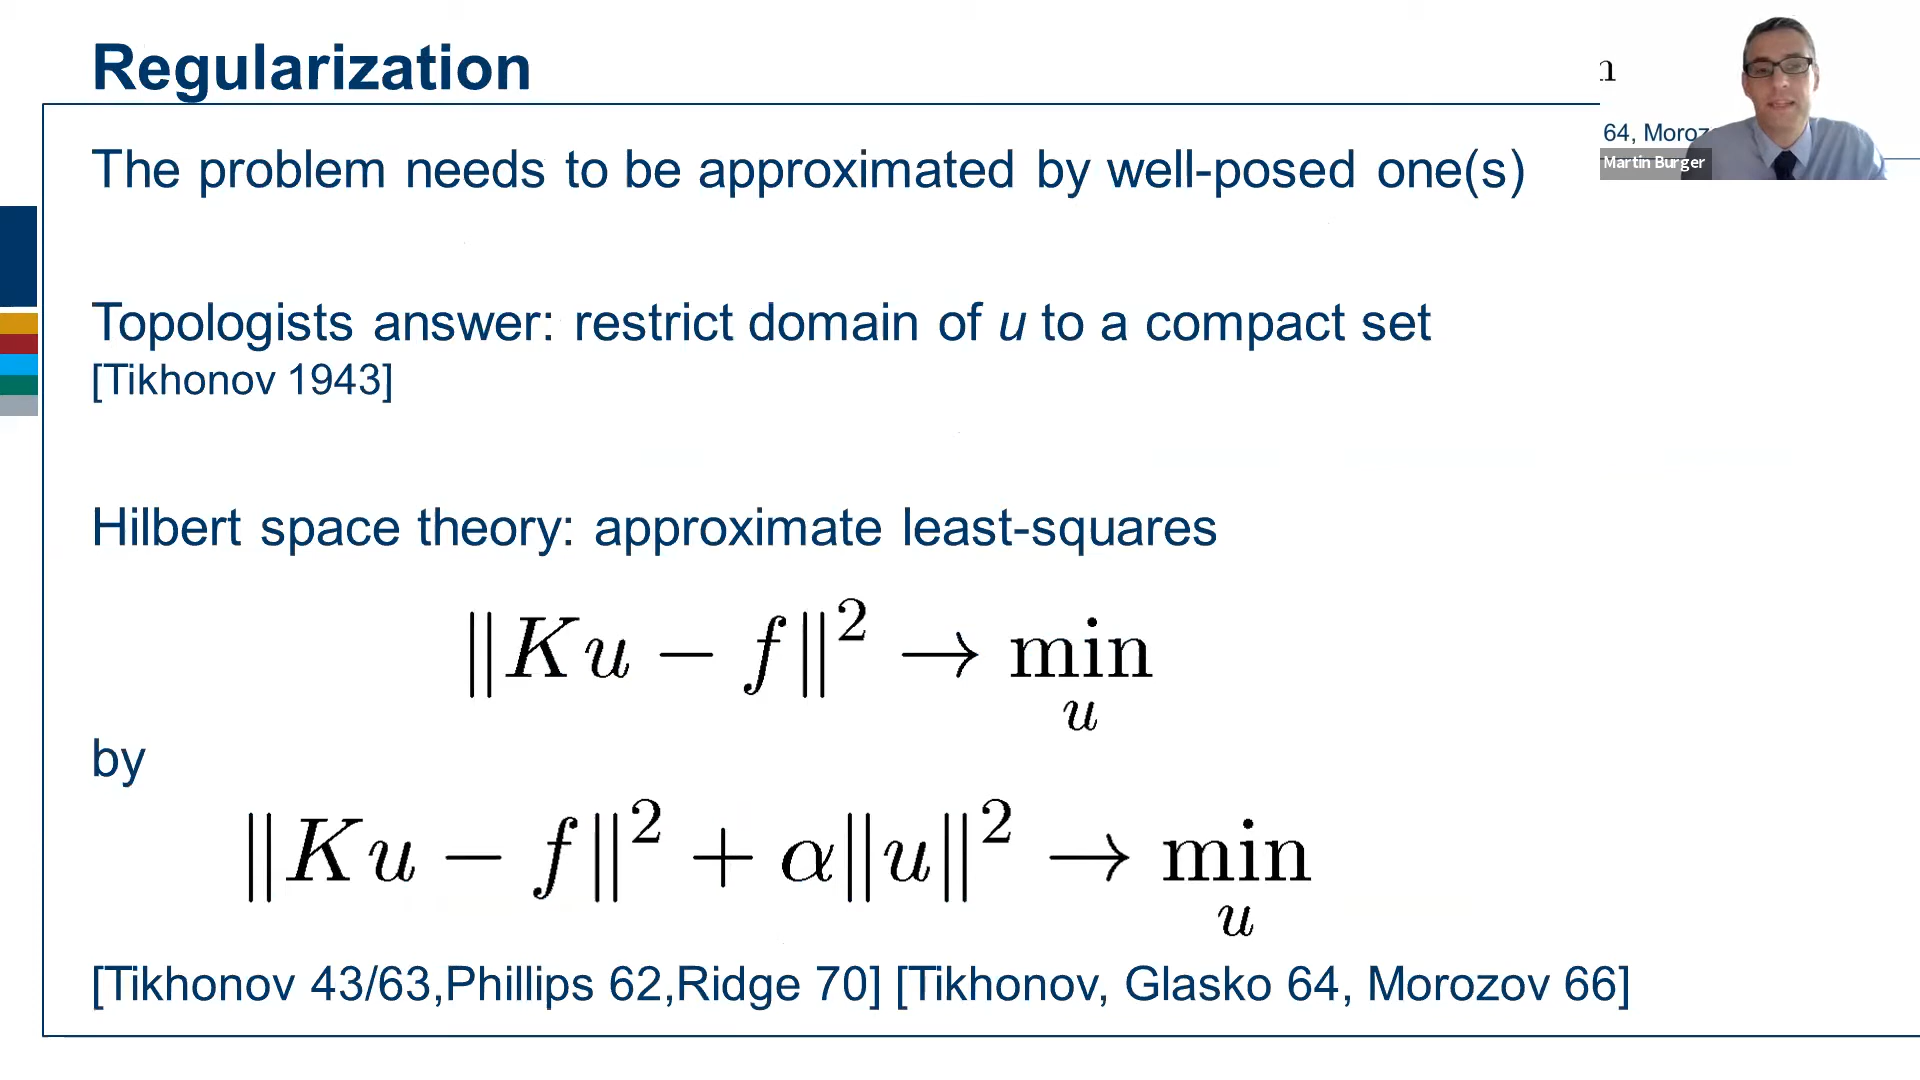 Regularization
n
64, Moroz
Martin Burger
The problem needs to be approximated by well-posed one(s)
Topologists answer: restrict domain of u to a compact set
[Tikhonov 1943]
Hilbert space theory: approximate least-squares
‖Ku − f‖² → min
u
by
‖Ku − f‖² + α‖u‖² → min
u
[Tikhonov 43/63,Phillips 62,Ridge 70] [Tikhonov, Glasko 64, Morozov 66]